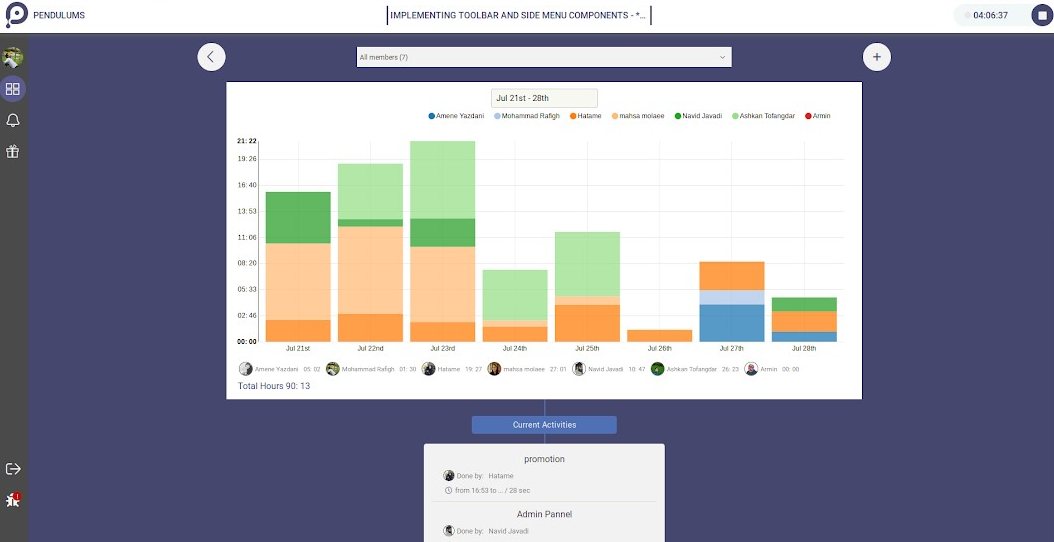 PENDULUMS
IMPLEMENTING TOOLBAR AND SIDE MENU COMPONENTS - *...
04:06:37
All members (7)
Jul 21st - 28th
Amene Yazdani Mohammad Rafigh Hatame mahsa molaee Navid Javadi Ashkan Tofangdar Armin
21: 22
19:26
16:40
13:53
11:06
08:20
05:33
02:46
00: 00
Jul 21st Jul 22nd Jul 23rd Jul 24th Jul 25th Jul 26th Jul 27th Jul 28th
Amene Yazdani 05: 02 Mohammad Rafigh 01: 30 Hatame 19: 27 mahsa molaee 27: 01 Navid Javadi 10: 47 Ashkan Tofangdar 26: 23 Armin 00: 00
Total Hours 90: 13
Current Activities
promotion
Done by: Hatame
from 16:53 to ... / 28 sec
Admin Pannel
Done by: Navid Javadi
!